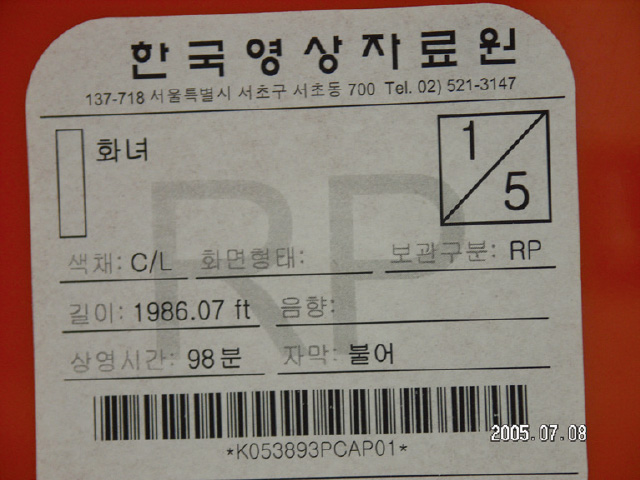 한국영상자료원
137-718 서울특별시 서초구 서초동 700 Tel. 02) 521-3147
화녀
1/5
RP
색채: C/L 화면형태: 보관구분: RP
길이: 1986.07 ft 음향:
상영시간: 98분 자막: 불어
*K053893PCAP01*
2005.07.08